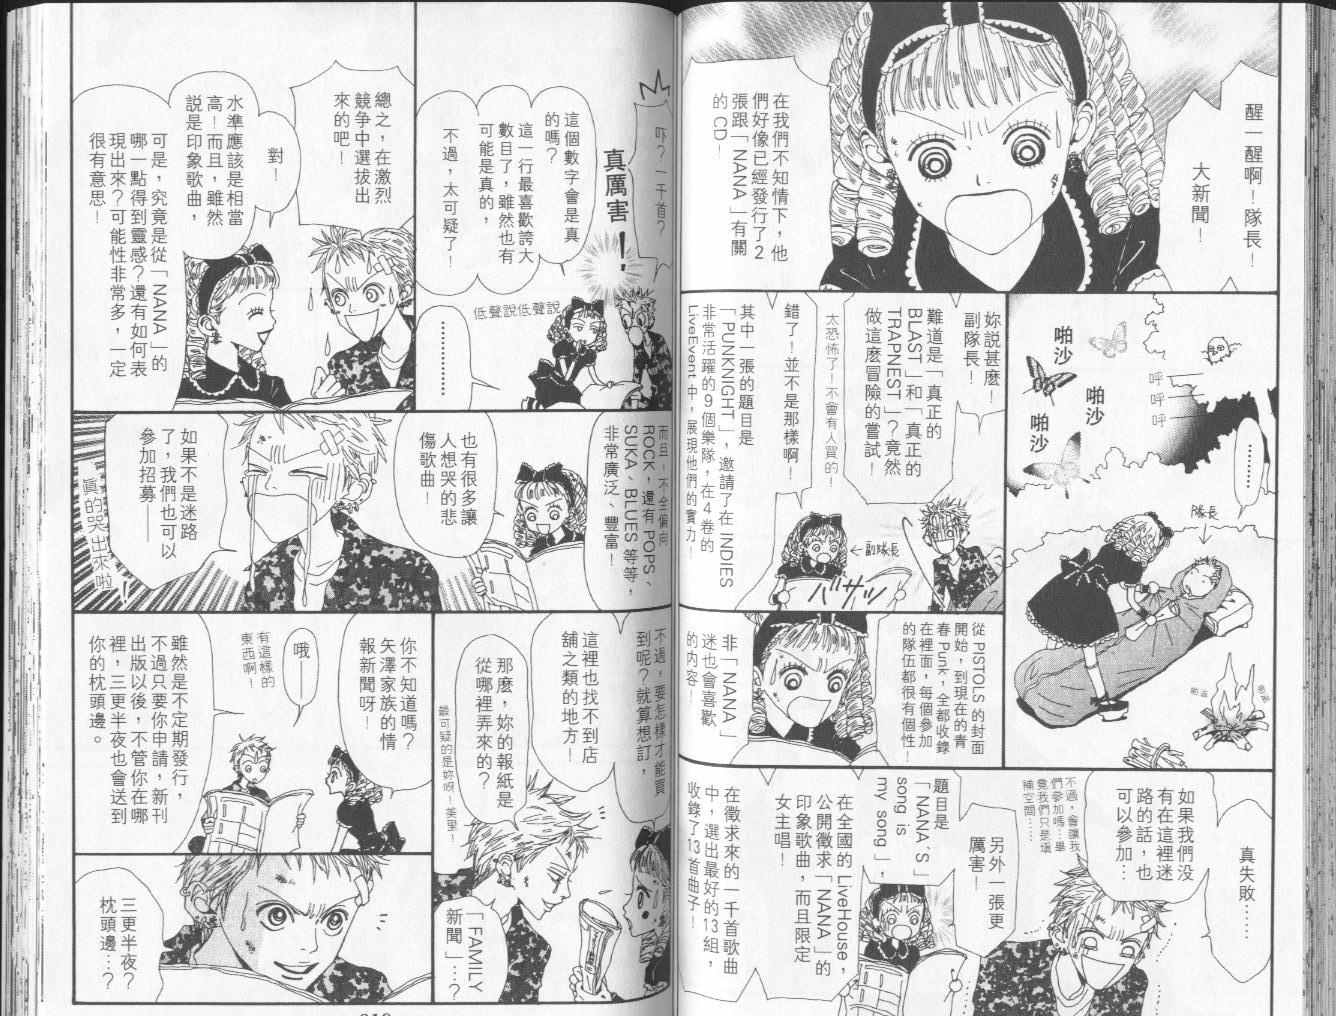 醒一醒啊！隊長！
大新聞！
在我們不知情下，他
們好像已經發行了2
張跟「NANA」有關
的CD！
啪沙
啪沙
啪沙
呼呼呼
………
隊長
妳說甚麼
副隊長！
難道是「真正的
BLAST」和「真正的
TRAPNEST」？竟然
做這麼冒險的嘗試！
太恐怖了！不會有人買的！
錯了！並不是那樣啊！
←副隊長
バサッ
其中一張的題目是
「PUNKNIGHT」，邀請了在INDIES
非常活躍的9個樂隊，在4卷的
LiveEvent中，展現他們的實力！
從PISTOLS的封面
開始，到現在的青
春Punk，全都收錄
在裡面，每個參加
的隊伍都很有個性！
非「NANA」
迷也會喜歡
的內容！
真失敗……
如果我們没
有在這裡迷
路的話，也
可以參加…
不過，會讓我
們參加嗎…畢
竟我們只是填
補空間……
另外一張更
厲害！
題目是
「NANA`S
song is
my song」，
在全國的LiveHouse，
公開徵求「NANA」的
印象歌曲，而且限定
女主唱！
在徵求來的一千首歌曲
中，選出最好的13組，
收錄了13首曲子！
吓？一千首？
真厲害！
這個數字會是真
的嗎？
這一行最喜歡誇大
數目了，雖然也有
可能是真的，
不過，太可疑了！
低聲說低聲說
…………
總之，在激烈
競争中選拔出
來的吧！
對！
水準應該是相當
高！而且，雖然
説是印象歌曲，
可是，究竟是從「NANA」的
哪一點得到靈感？還有如何表
現出來？可能性非常多，一定
很有意思！
而且！不全偏向
ROCK，還有POPS、
SUKA、BLUES等等，
非常廣泛、豐富！
也有很多讓
人想哭的悲
傷歌曲！
如果不是迷路
了，我們也可以
參加招募——
真的哭出來啦
不過，要怎樣才能買
到呢？就算想訂，
這裡也找不到店
舖之類的地方！
那麼，妳的報紙是
從哪裡弄來的？
最可疑的是妳呀！美里！
「FAMILY
新聞」…？
你不知道嗎？
矢澤家族的情
報新聞呀！
哦—
有這樣的
東西啊！
雖然是不定期發行，
不過只要你申請，新刊
出版以後，不管你在哪
裡，三更半夜也會送到
你的枕頭邊。
三更半夜？
枕頭邊…？